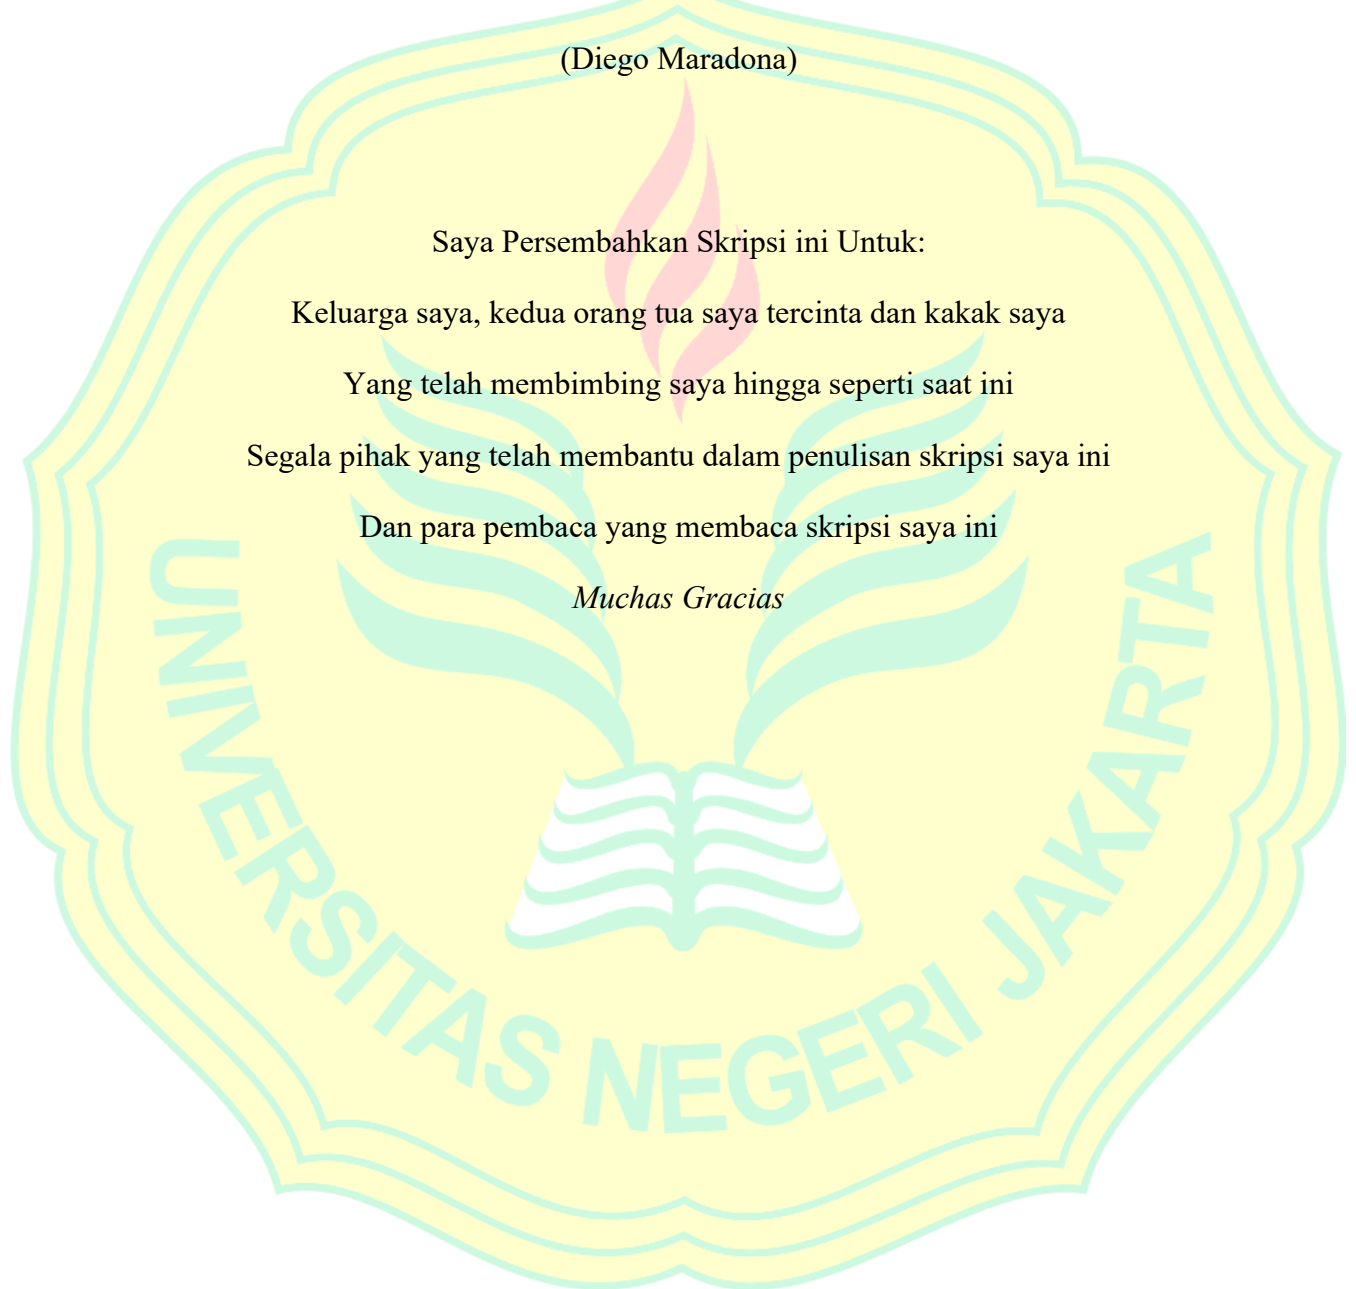 (Diego Maradona)
Saya Persembahkan Skripsi ini Untuk:
Keluarga saya, kedua orang tua saya tercinta dan kakak saya
Yang telah membimbing saya hingga seperti saat ini
Segala pihak yang telah membantu dalam penulisan skripsi saya ini
Dan para pembaca yang membaca skripsi saya ini
Muchas Gracias
UNIVERSITAS NEGERI JAKARTA